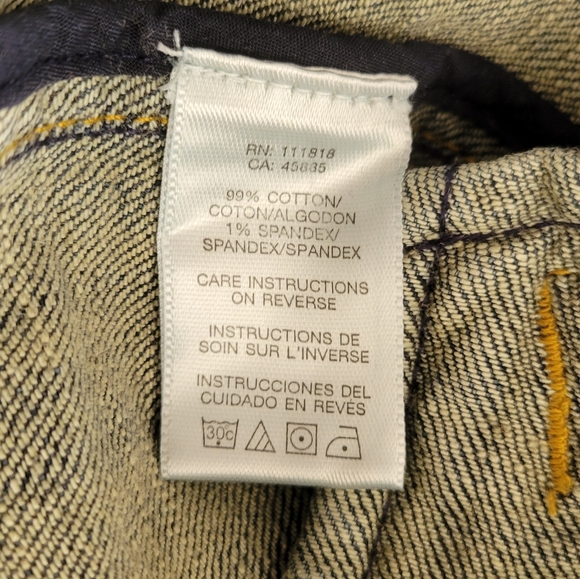 RN: 111818
CA: 45835
99% COTTON/
COTON/ALGODON
1% SPANDEX/
SPANDEX/SPANDEX
CARE INSTRUCTIONS
ON REVERSE
INSTRUCTIONS DE
SOIN SUR L'INVERSE
INSTRUCCIONES DEL
CUIDADO EN REVÉS
30c